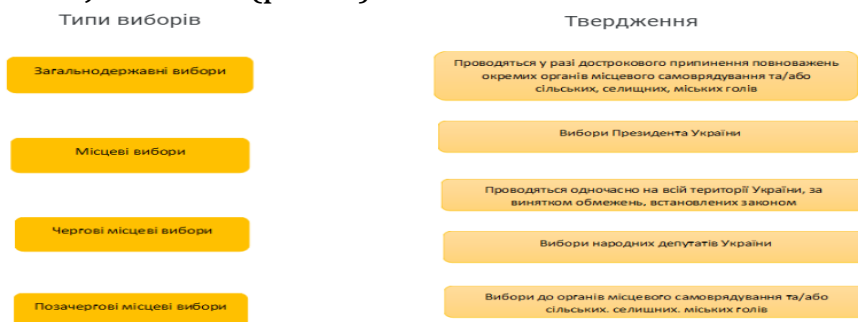 Типи виборів
Твердження
Загальнодержавні вибори
Проводяться у разі дострокового припинення повноважень
окремих органів місцевого самоврядування та/або
сільських, селищних, міських голів
Місцеві вибори
Вибори Президента України
Проводяться одночасно на всій території України, за
винятком обмежень, встановлених законом
Чергові місцеві вибори
Вибори народних депутатів України
Позачергові місцеві вибори
Вибори до органів місцевого самоврядування та/або
сільських. селищних. міських голів